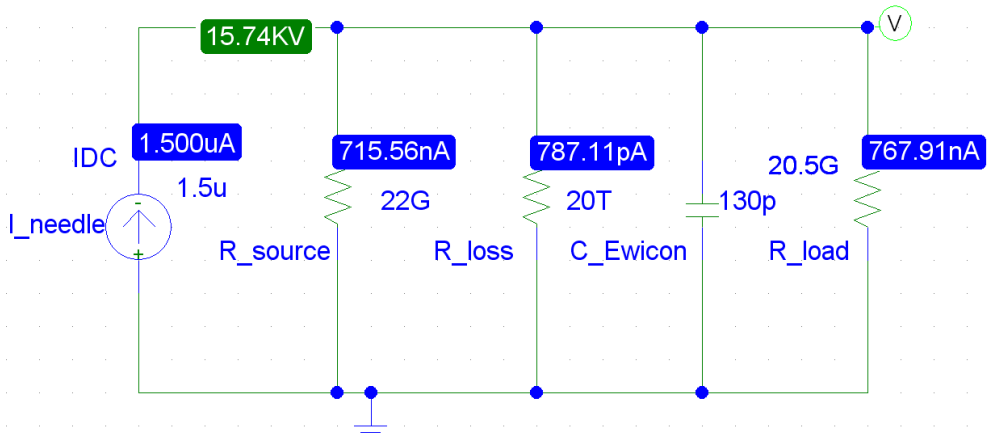 V
15.74KV
1.500uA
IDC
1.5u
-
+
I_needle
715.56nA
22G
R_source
787.11pA
20T
R_loss
130p
C_Ewicon
20.5G
767.91nA
R_load